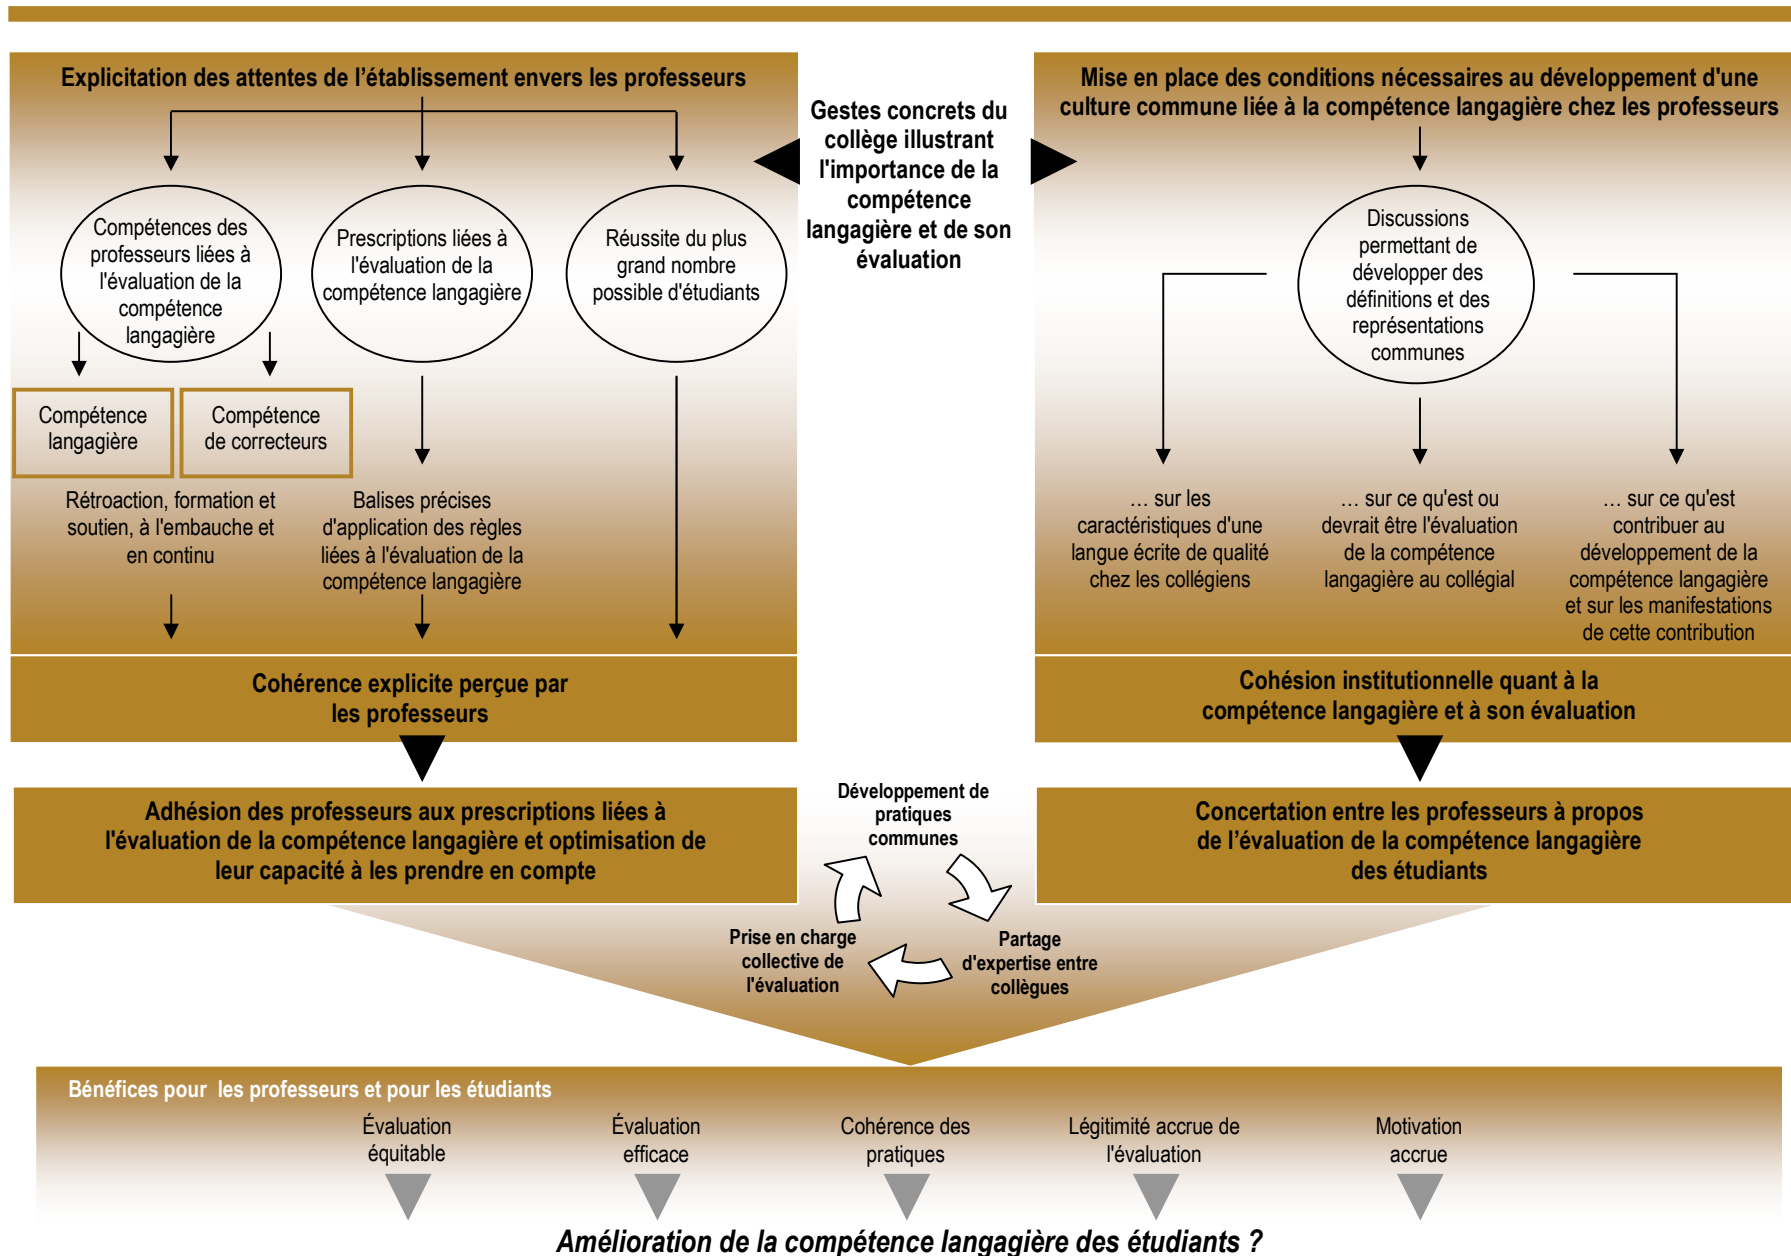 Explicitation des attentes de l'établissement envers les professeurs
Compétences des
professeurs liées à
l'évaluation de la
compétence
langagière
Prescriptions liées à
l'évaluation de la
compétence langagière
Réussite du plus
grand nombre
possible d'étudiants
Compétence
langagière
Compétence
de correcteurs
Rétroaction, formation et
soutien, à l'embauche et
en continu
Balises précises
d'application des règles
liées à l'évaluation de la
compétence langagière
Cohérence explicite perçue par
les professeurs
Gestes concrets du
collège illustrant
l'importance de la
compétence
langagière et de son
évaluation
Mise en place des conditions nécessaires au développement d'une
culture commune liée à la compétence langagière chez les professeurs
Discussions
permettant de
développer des
définitions et des
représentations
communes
… sur les
caractéristiques d'une
langue écrite de qualité
chez les collégiens
… sur ce qu'est ou
devrait être l'évaluation
de la compétence
langagière au collégial
… sur ce qu'est
contribuer au
développement de la
compétence langagière
et sur les manifestations
de cette contribution
Cohésion institutionnelle quant à la
compétence langagière et à son évaluation
Adhésion des professeurs aux prescriptions liées à
l'évaluation de la compétence langagière et optimisation de
leur capacité à les prendre en compte
Développement de
pratiques
communes
Partage
d'expertise entre
collègues
Prise en charge
collective de
l'évaluation
Concertation entre les professeurs à propos
de l'évaluation de la compétence langagière
des étudiants
Bénéfices pour les professeurs et pour les étudiants
Évaluation
équitable
Évaluation
efficace
Cohérence des
pratiques
Légitimité accrue de
l'évaluation
Motivation
accrue
Amélioration de la compétence langagière des étudiants ?